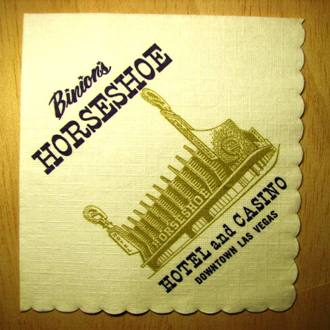 Binion's
HORSESHOE
HORSESHOE
HOTEL and CASINO
DOWNTOWN LAS VEGAS